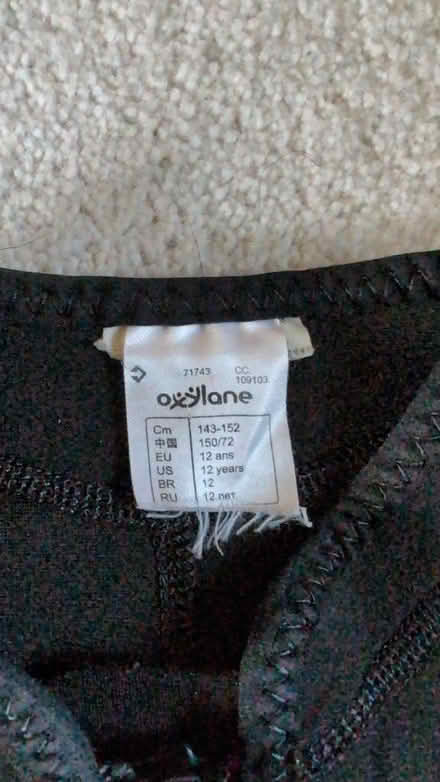 71743 CC.
109103
oxylane
Cm 143-152
中国 150/72
EU 12 ans
US 12 years
BR 12
RU 12 лет